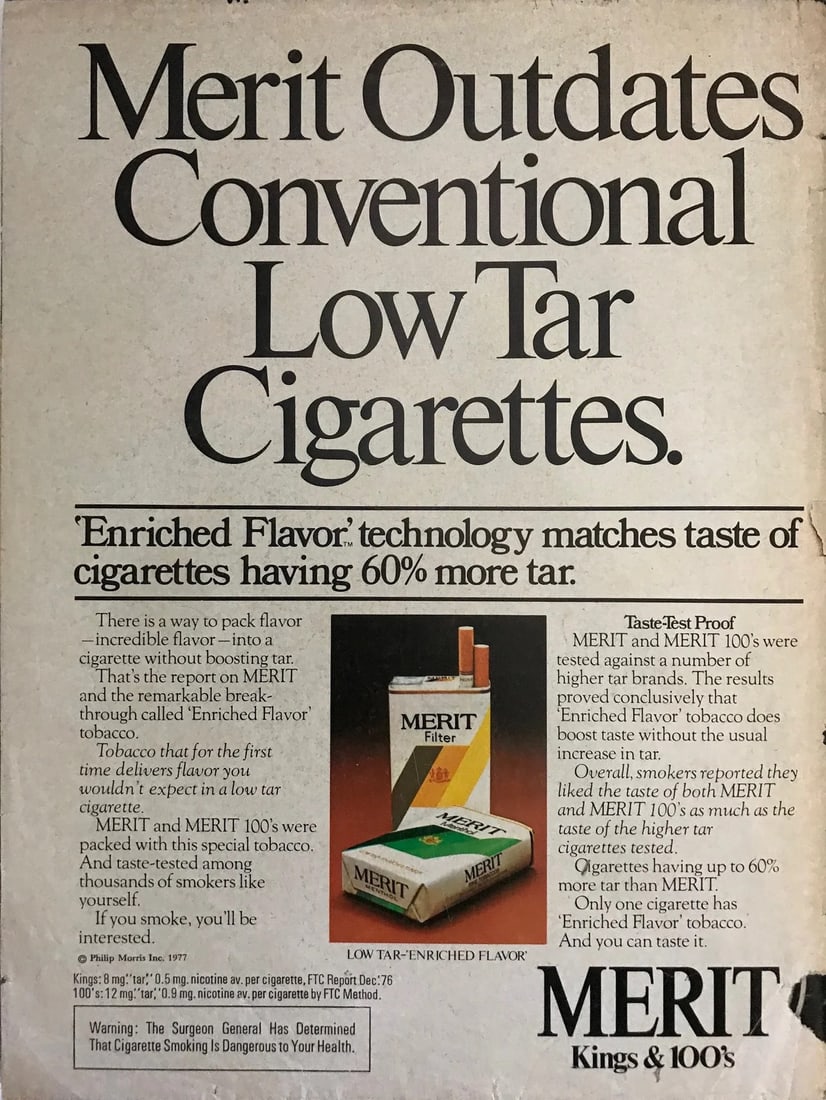 Merit Outdates
Conventional
Low Tar
Cigarettes.
'Enriched Flavor,'™ technology matches taste of
cigarettes having 60% more tar.
There is a way to pack flavor
—incredible flavor—into a
cigarette without boosting tar.
That's the report on MERIT
and the remarkable break-
through called 'Enriched Flavor'
tobacco.
Tobacco that for the first
time delivers flavor you
wouldn't expect in a low tar
cigarette.
MERIT and MERIT 100's were
packed with this special tobacco.
And taste-tested among
thousands of smokers like
yourself.
If you smoke, you'll be
interested.
© Philip Morris Inc. 1977
MERIT
Filter
MERIT
Menthol
MERIT
MENTHOL
MERIT
LOW TAR-'ENRICHED FLAVOR'
Taste-Test Proof
MERIT and MERIT 100's were
tested against a number of
higher tar brands. The results
proved conclusively that
'Enriched Flavor' tobacco does
boost taste without the usual
increase in tar.
Overall, smokers reported they
liked the taste of both MERIT
and MERIT 100's as much as the
taste of the higher tar
cigarettes tested.
Cigarettes having up to 60%
more tar than MERIT.
Only one cigarette has
'Enriched Flavor' tobacco.
And you can taste it.
Kings: 8 mg. "tar," 0.5 mg. nicotine av. per cigarette, FTC Report Dec.'76
100's: 12 mg. "tar," 0.9 mg. nicotine av. per cigarette by FTC Method.
Warning: The Surgeon General Has Determined
That Cigarette Smoking Is Dangerous to Your Health.
MERIT
Kings & 100's